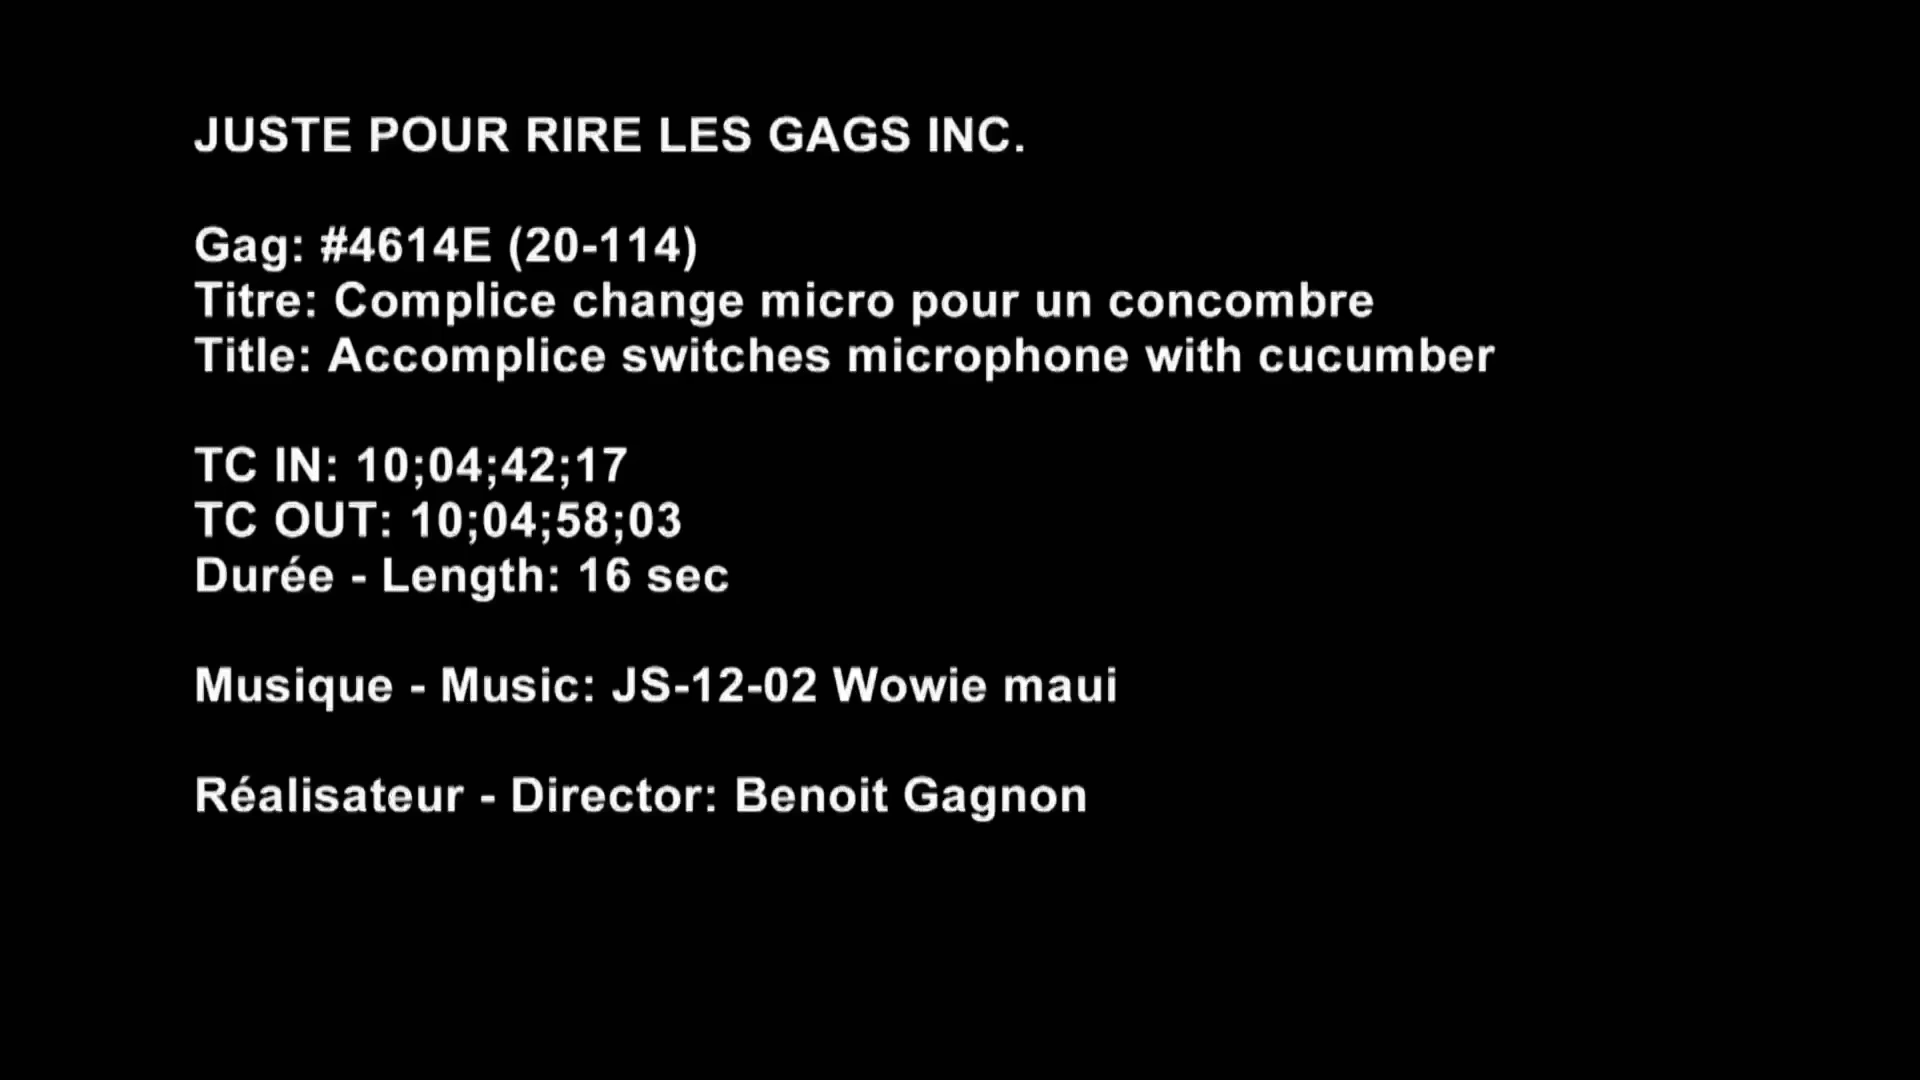 JUSTE POUR RIRE LES GAGS INC.
Gag: #4614E (20-114)
Titre: Complice change micro pour un concombre
Title: Accomplice switches microphone with cucumber
TC IN: 10;04;42;17
TC OUT: 10;04;58;03
Durée - Length: 16 sec
Musique - Music: JS-12-02 Wowie maui
Réalisateur - Director: Benoit Gagnon